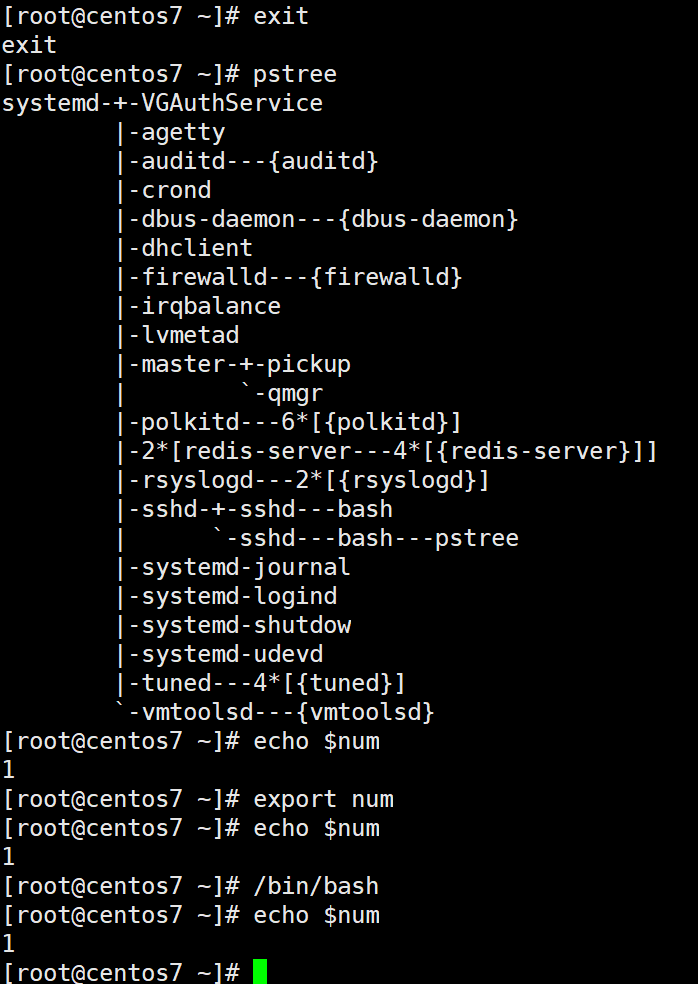 [root@centos7 ~]# exit
exit
[root@centos7 ~]# pstree
systemd-+-VGAuthService
        |-agetty
        |-auditd---{auditd}
        |-crond
        |-dbus-daemon---{dbus-daemon}
        |-dhclient
        |-firewalld---{firewalld}
        |-irqbalance
        |-lvmetad
        |-master-+-pickup
        |        `-qmgr
        |-polkitd---6*[{polkitd}]
        |-2*[redis-server---4*[{redis-server}]]
        |-rsyslogd---2*[{rsyslogd}]
        |-sshd-+-sshd---bash
        |      `-sshd---bash---pstree
        |-systemd-journal
        |-systemd-logind
        |-systemd-shutdow
        |-systemd-udevd
        |-tuned---4*[{tuned}]
        `-vmtoolsd---{vmtoolsd}
[root@centos7 ~]# echo $num
1
[root@centos7 ~]# export num
[root@centos7 ~]# echo $num
1
[root@centos7 ~]# /bin/bash
[root@centos7 ~]# echo $num
1
[root@centos7 ~]#